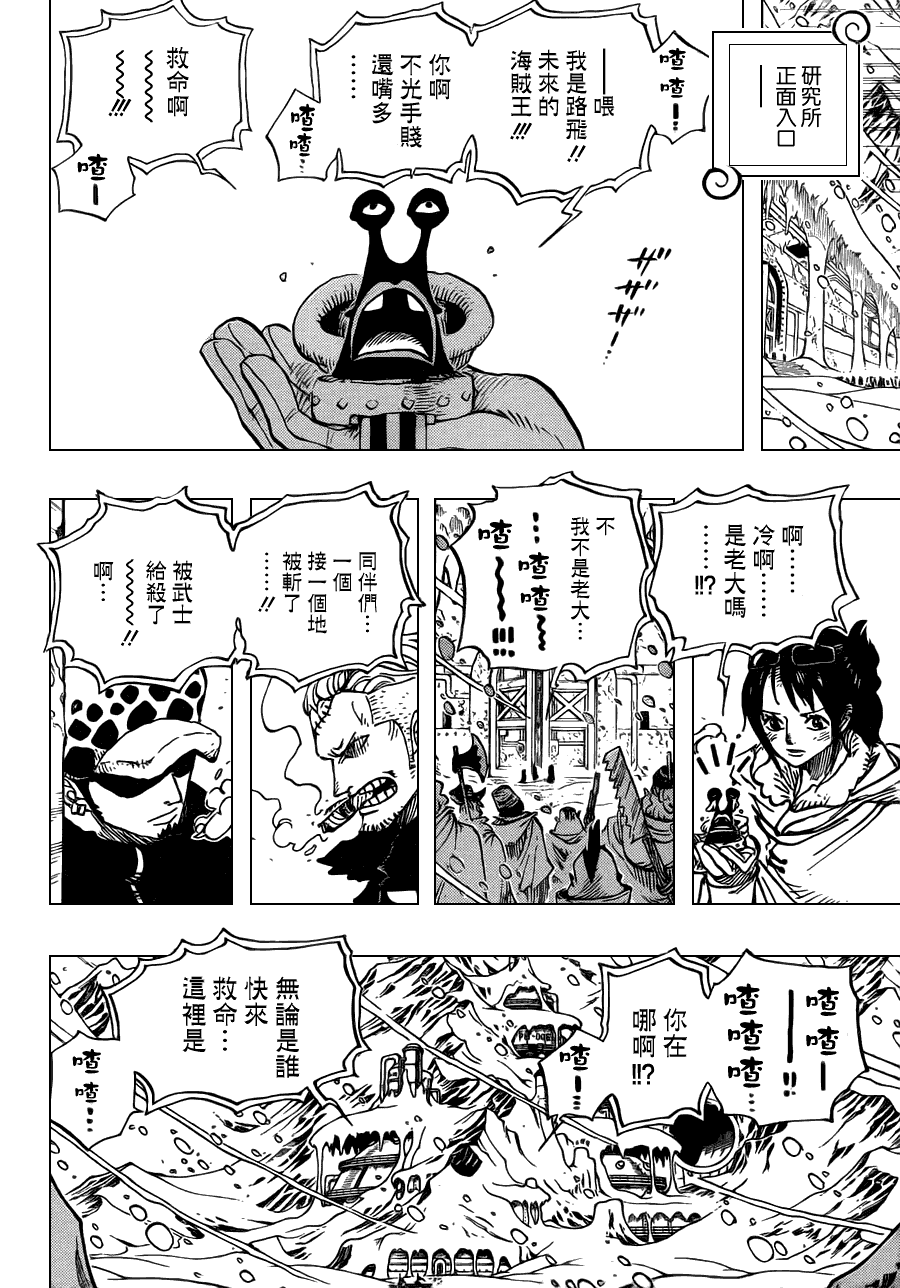 研究所
正面入口
——
喳喳—…
——喂
我是路飛!!
未來的
海賊王!!!
你啊
不光手賤
還嘴多
……
喳喳…
救命啊
～～～～!!!
喳—
ザザザー…
啊……
冷啊……
是老大嗎
……!!?
不
我不是老大…
…喳喳～
喳～～!!!
同伴們…
一個
接一個地
被斬了
……!!
被武士
給殺了
～～～～!!
啊…
喳喳—
——!!
喳喳喳
你在
哪啊!!?
喳—…
PH-006
無論是誰
快來
救命…
這裡是
喳喳…